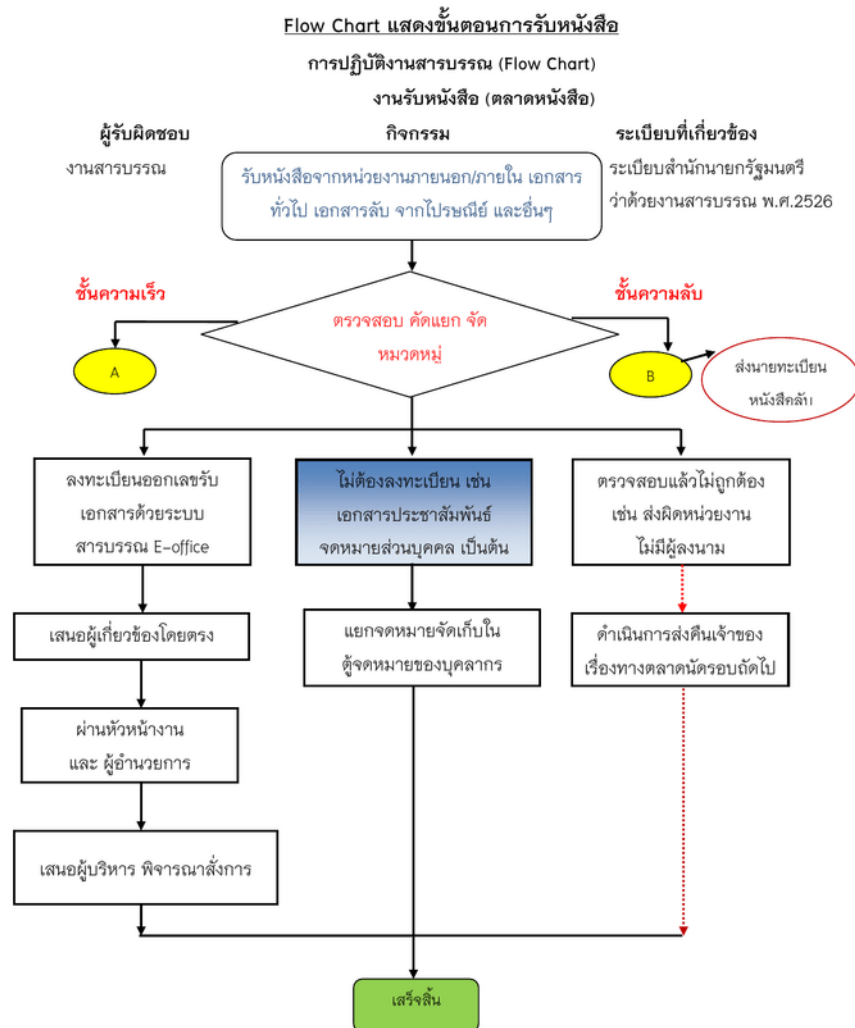 Flow Chart แสดงขั้นตอนการรับหนังสือ
การปฏิบัติงานสารบรรณ (Flow Chart)
งานรับหนังสือ (ตลาดหนังสือ)
ผู้รับผิดชอบ
กิจกรรม
ระเบียบที่เกี่ยวข้อง
งานสารบรรณ
รับหนังสือจากหน่วยงานภายนอก/ภายใน เอกสาร
ทั่วไป เอกสารลับ จากไปรษณีย์ และอื่นๆ
ระเบียบสำนักนายกรัฐมนตรี
ว่าด้วยงานสารบรรณ พ.ศ.2526
ชั้นความเร็ว
ชั้นความลับ
ตรวจสอบ คัดแยก จัด
หมวดหมู่
A
B
ส่งนายทะเบียน
หนังสือลับ
ลงทะเบียนออกเลขรับ
เอกสารด้วยระบบ
สารบรรณ E-office
ไม่ต้องลงทะเบียน เช่น
เอกสารประชาสัมพันธ์
จดหมายส่วนบุคคล เป็นต้น
ตรวจสอบแล้วไม่ถูกต้อง
เช่น ส่งผิดหน่วยงาน
ไม่มีผู้ลงนาม
เสนอผู้เกี่ยวข้องโดยตรง
แยกจดหมายจัดเก็บใน
ตู้จดหมายของบุคลากร
ดำเนินการส่งคืนเจ้าของ
เรื่องทางตลาดนัดรอบถัดไป
ผ่านหัวหน้างาน
และ ผู้อำนวยการ
เสนอผู้บริหาร พิจารณาสั่งการ
เสร็จสิ้น